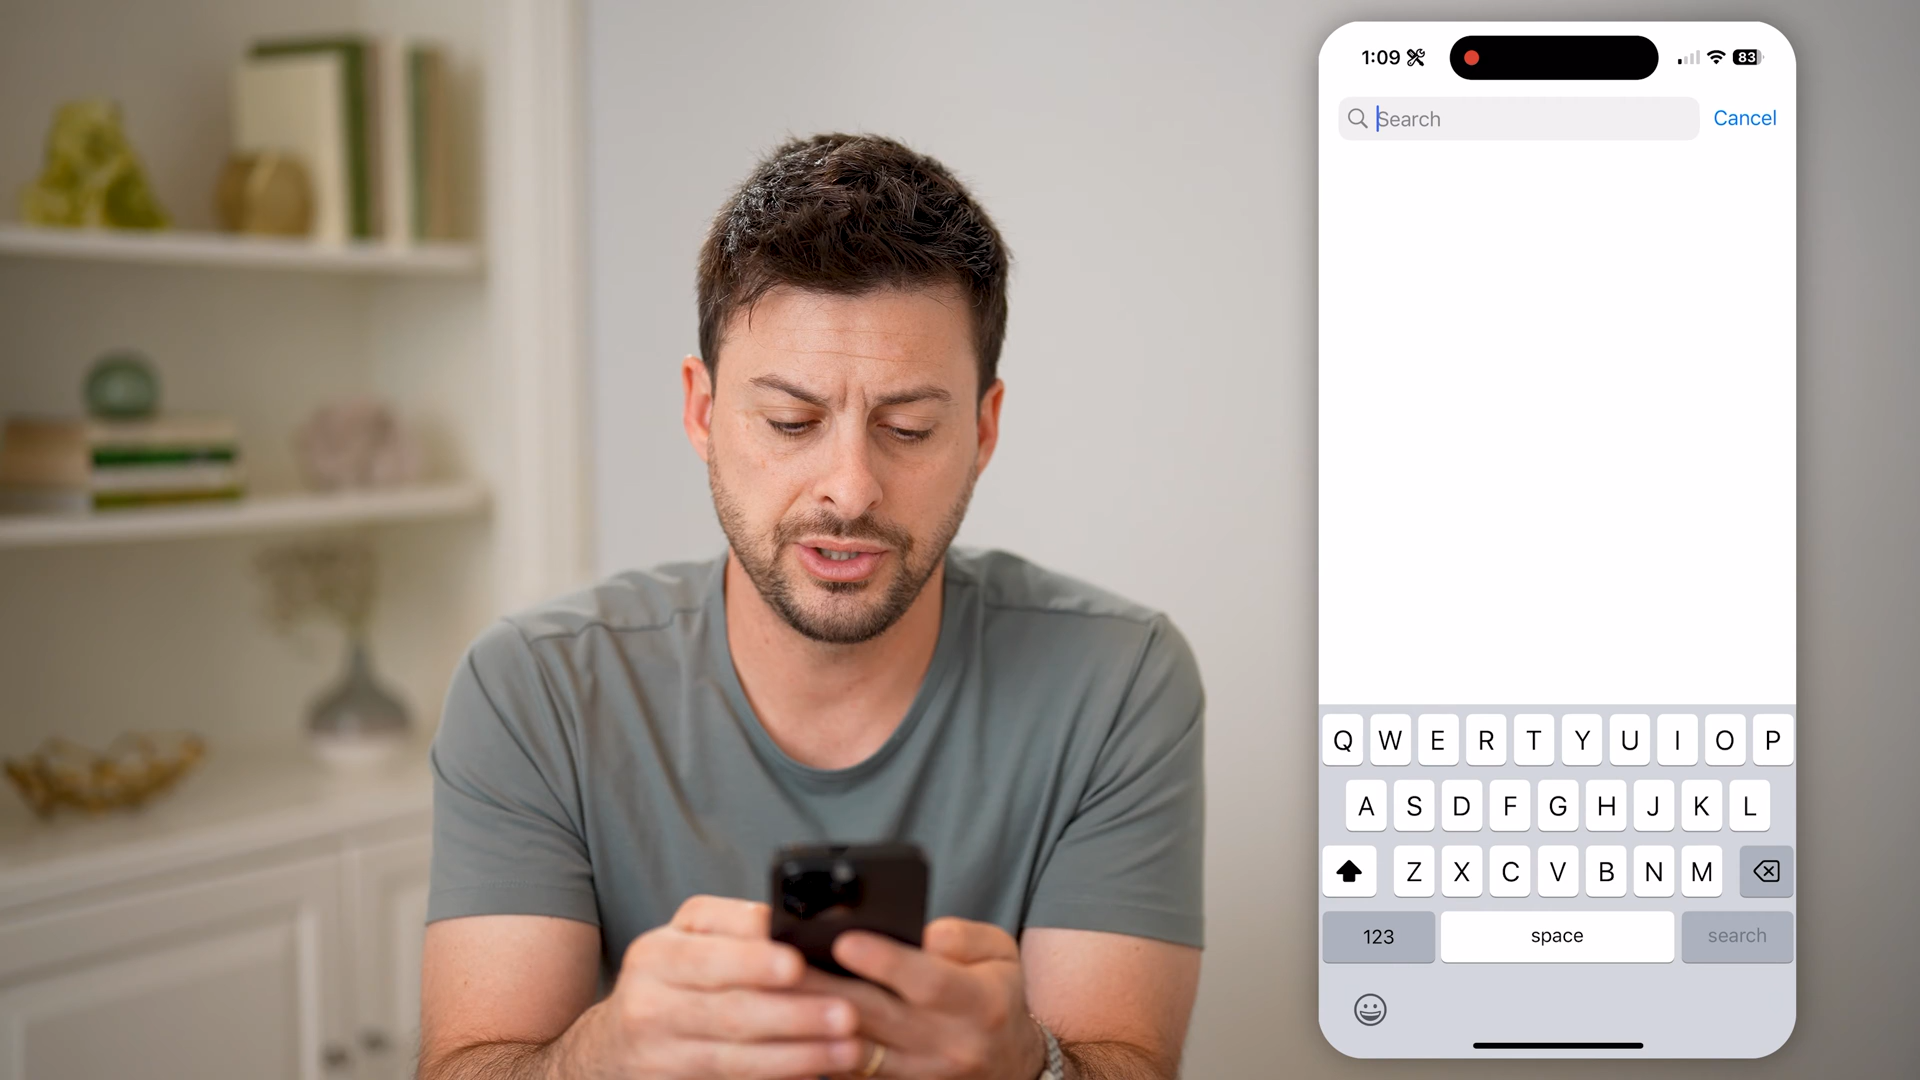 1:09
83
Search
Cancel
Q W E R T Y U I O P
A S D F G H J K L
Z X C V B N M
123 space search